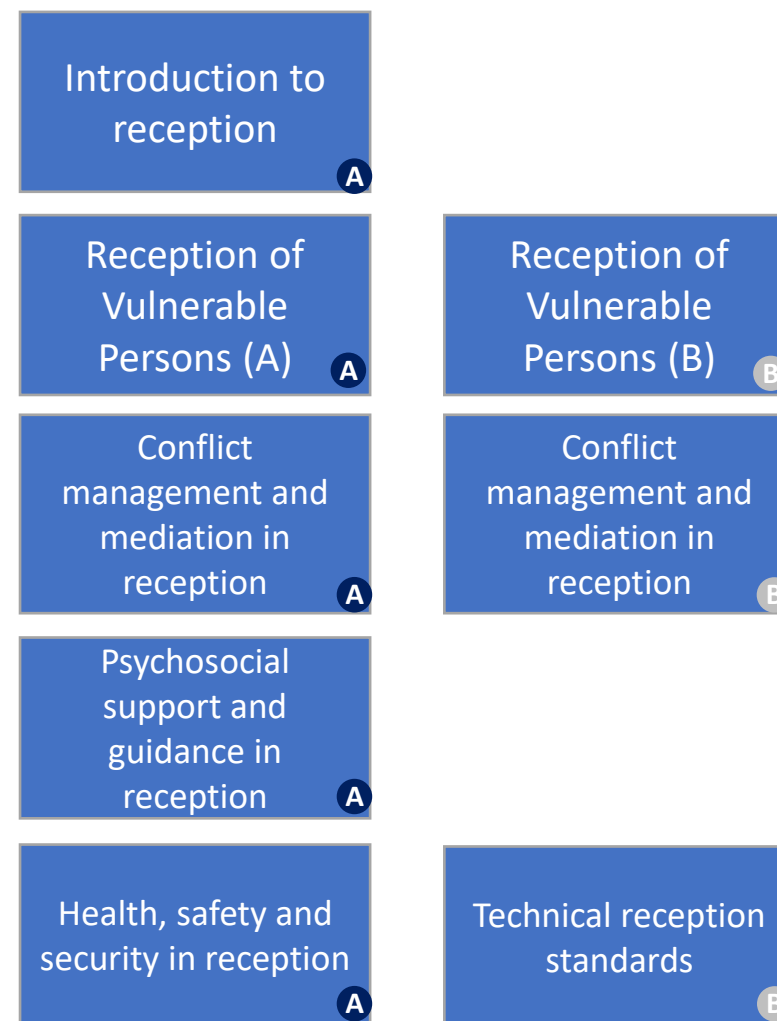 Introduction to
reception
A
Reception of
Vulnerable
Persons (A)
A
Reception of
Vulnerable
Persons (B)
B
Conflict
management and
mediation in
reception
A
Conflict
management and
mediation in
reception
B
Psychosocial
support and
guidance in
reception
A
Health, safety and
security in reception
A
Technical reception
standards
B